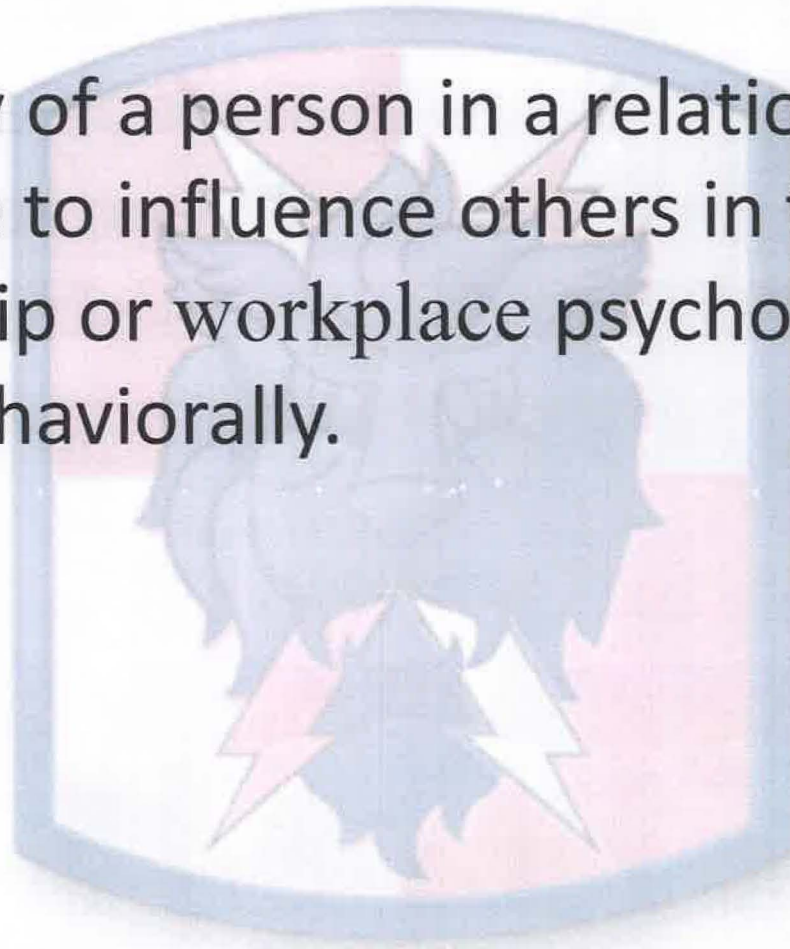 of a person in a relatio
to influence others in
ip or workplace psycho
haviorally.